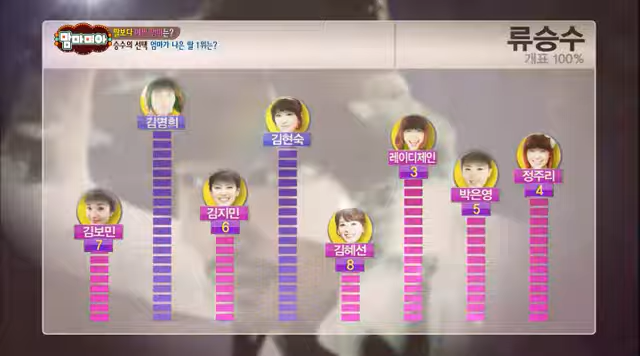 맘마미아
딸보다
승수의 선택 엄마가 나은 딸 1위는?
류승수
개표 100%
김보민
7
김명희
김지민
6
김현숙
김혜선
8
레이디제인
3
박은영
5
정주리
4